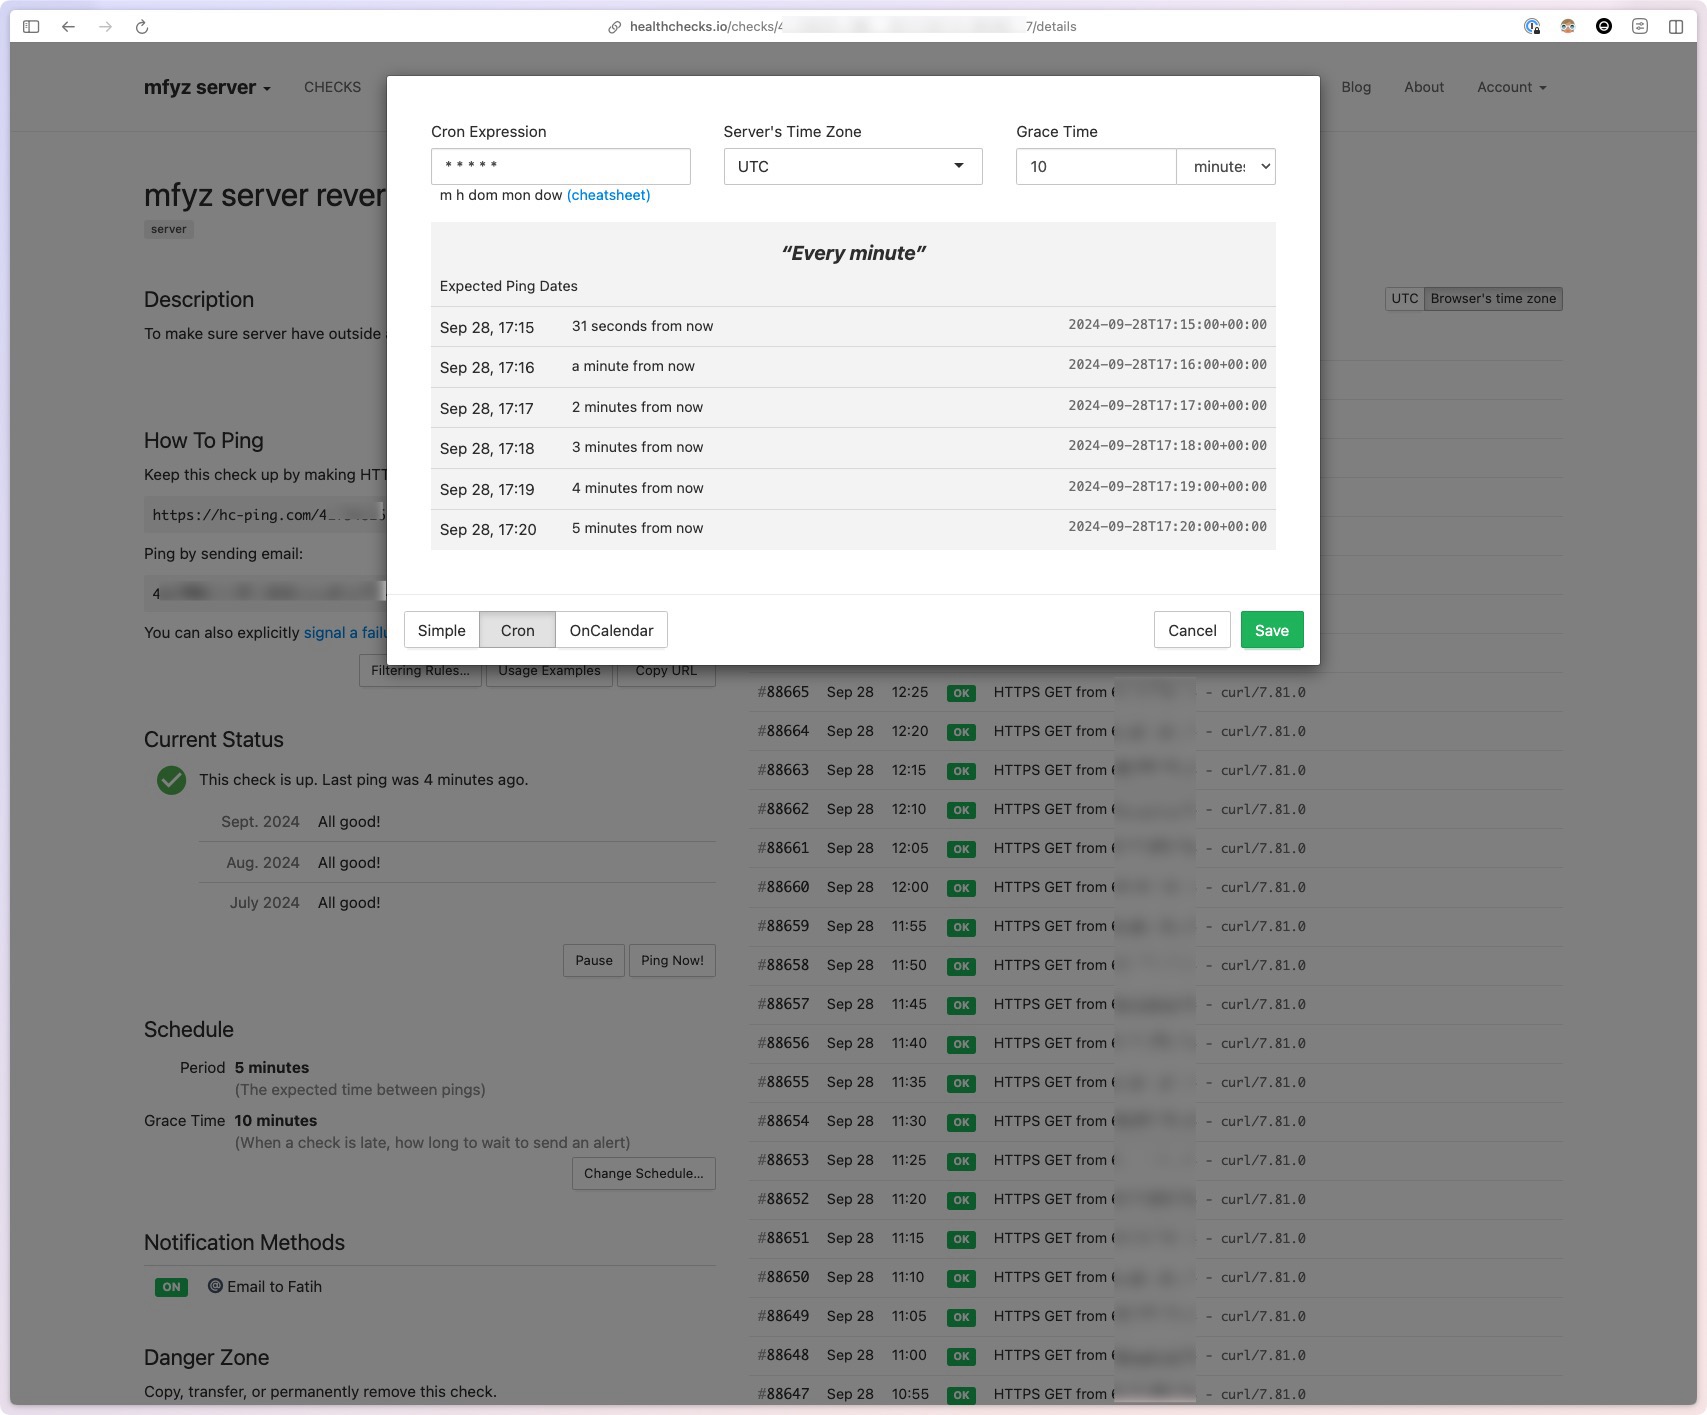 healthchecks.io/checks/4 7/details
mfyz server
CHECKS
Blog
About
Account
Cron Expression
Server's Time Zone
Grace Time
* * * * *
UTC
10
minutes
m h dom mon dow (cheatsheet)
“Every minute”
Expected Ping Dates
Sep 28, 17:15 31 seconds from now 2024-09-28T17:15:00+00:00
Sep 28, 17:16 a minute from now 2024-09-28T17:16:00+00:00
Sep 28, 17:17 2 minutes from now 2024-09-28T17:17:00+00:00
Sep 28, 17:18 3 minutes from now 2024-09-28T17:18:00+00:00
Sep 28, 17:19 4 minutes from now 2024-09-28T17:19:00+00:00
Sep 28, 17:20 5 minutes from now 2024-09-28T17:20:00+00:00
Simple
Cron
OnCalendar
Cancel
Save
mfyz server rever
server
Description
To make sure server have outside
UTC
Browser's time zone
How To Ping
Keep this check up by making HTT
https://hc-ping.com/4
Ping by sending email:
4
You can also explicitly signal a failu
Filtering Rules...
Usage Examples
Copy URL
Current Status
This check is up. Last ping was 4 minutes ago.
Sept. 2024 All good!
Aug. 2024 All good!
July 2024 All good!
Pause
Ping Now!
Schedule
Period 5 minutes
(The expected time between pings)
Grace Time 10 minutes
(When a check is late, how long to wait to send an alert)
Change Schedule...
Notification Methods
ON @ Email to Fatih
Danger Zone
Copy, transfer, or permanently remove this check.
#88665 Sep 28 12:25 OK HTTPS GET from 6 - curl/7.81.0
#88664 Sep 28 12:20 OK HTTPS GET from 6 - curl/7.81.0
#88663 Sep 28 12:15 OK HTTPS GET from 6 - curl/7.81.0
#88662 Sep 28 12:10 OK HTTPS GET from 6 - curl/7.81.0
#88661 Sep 28 12:05 OK HTTPS GET from 6 - curl/7.81.0
#88660 Sep 28 12:00 OK HTTPS GET from 6 - curl/7.81.0
#88659 Sep 28 11:55 OK HTTPS GET from 6 - curl/7.81.0
#88658 Sep 28 11:50 OK HTTPS GET from 6 - curl/7.81.0
#88657 Sep 28 11:45 OK HTTPS GET from 6 - curl/7.81.0
#88656 Sep 28 11:40 OK HTTPS GET from 6 - curl/7.81.0
#88655 Sep 28 11:35 OK HTTPS GET from 6 - curl/7.81.0
#88654 Sep 28 11:30 OK HTTPS GET from 6 - curl/7.81.0
#88653 Sep 28 11:25 OK HTTPS GET from 6 - curl/7.81.0
#88652 Sep 28 11:20 OK HTTPS GET from 6 - curl/7.81.0
#88651 Sep 28 11:15 OK HTTPS GET from 6 - curl/7.81.0
#88650 Sep 28 11:10 OK HTTPS GET from 6 - curl/7.81.0
#88649 Sep 28 11:05 OK HTTPS GET from 6 - curl/7.81.0
#88648 Sep 28 11:00 OK HTTPS GET from 6 - curl/7.81.0
#88647 Sep 28 10:55 OK HTTPS GET from 6 - curl/7.81.0